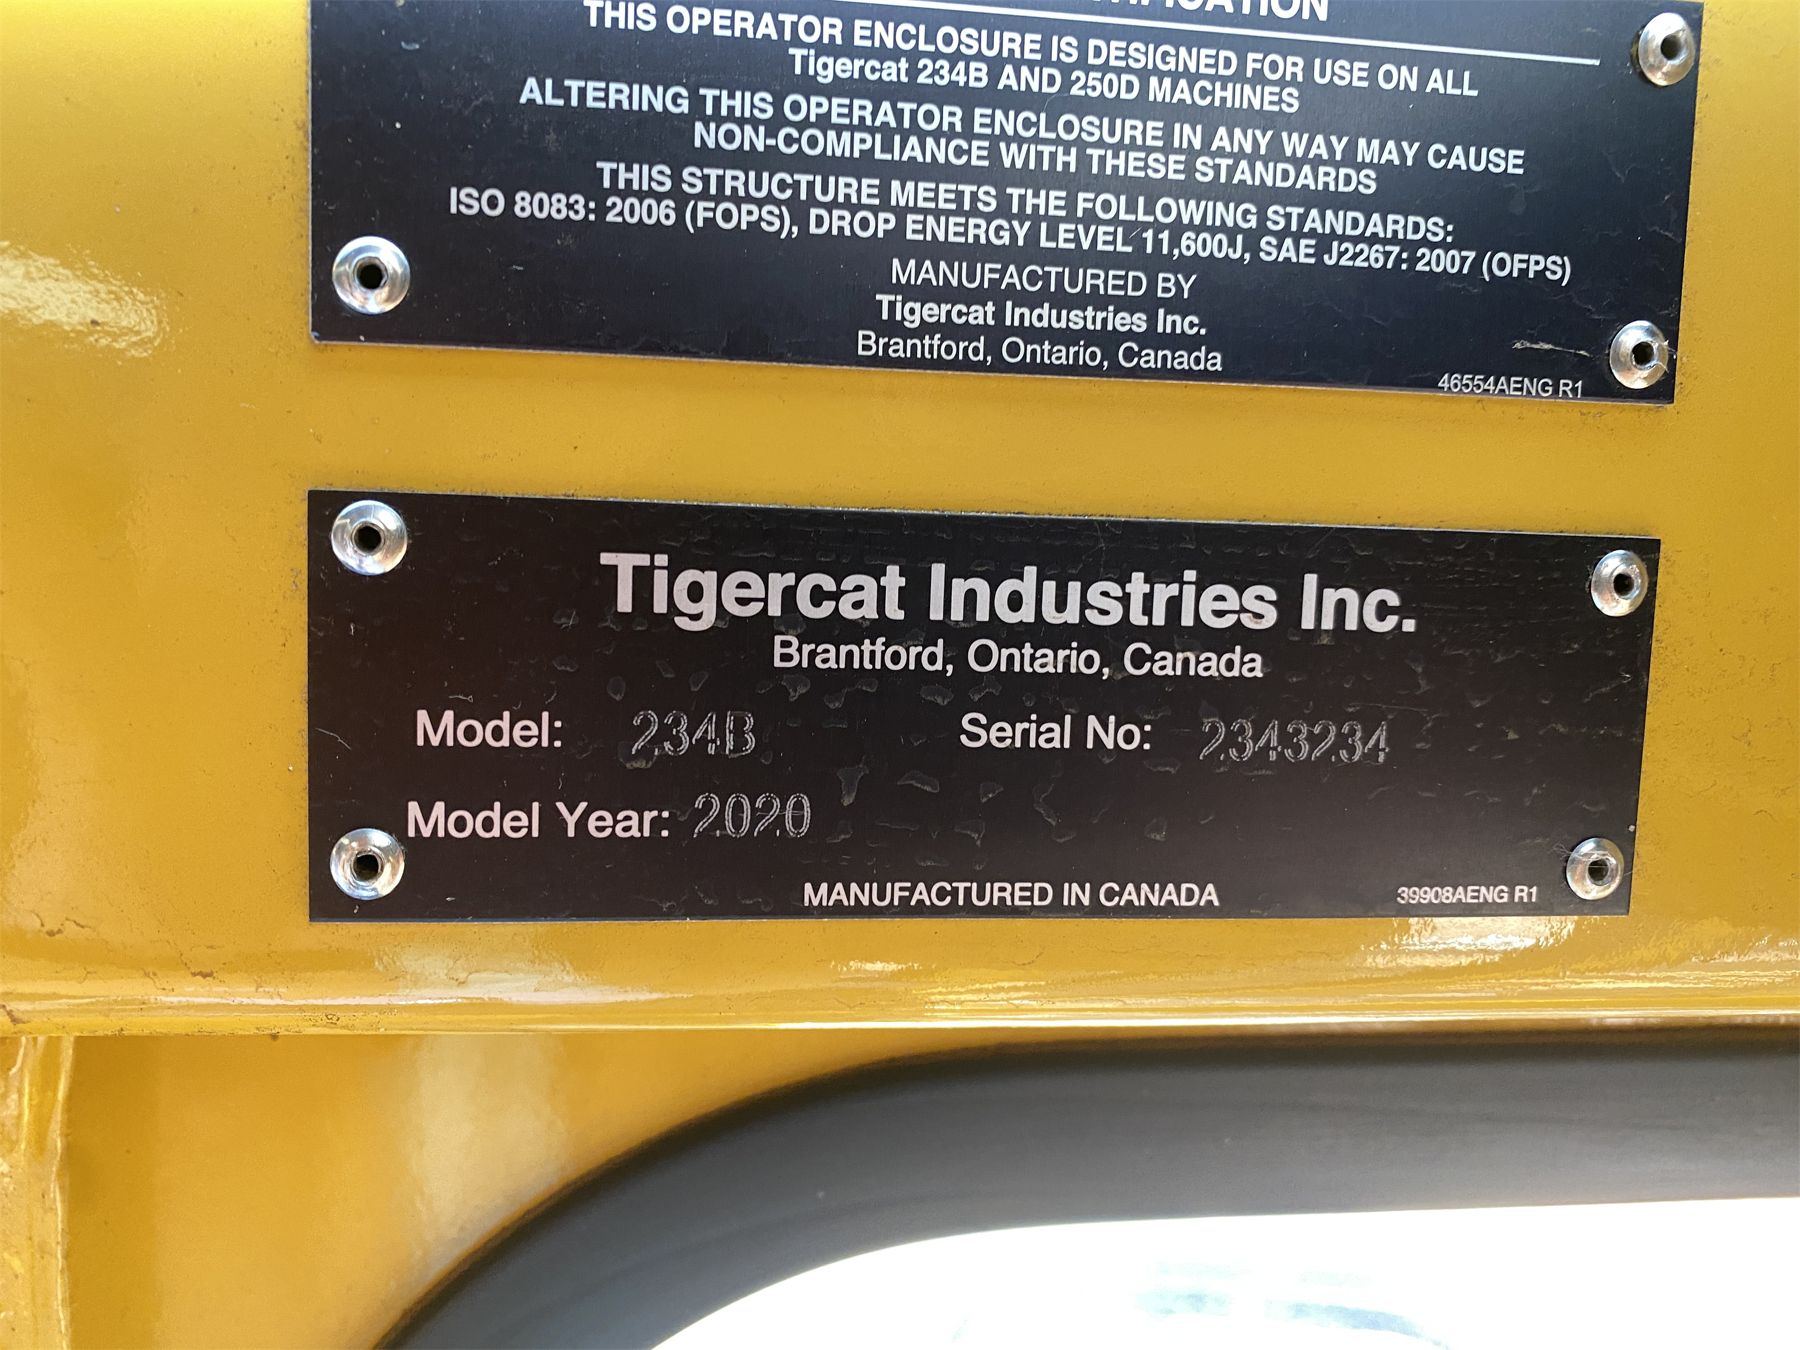 THIS OPERATOR ENCLOSURE IS DESIGNED FOR USE ON ALL
Tigercat 234B AND 250D MACHINES
ALTERING THIS OPERATOR ENCLOSURE IN ANY WAY MAY CAUSE
NON-COMPLIANCE WITH THESE STANDARDS
THIS STRUCTURE MEETS THE FOLLOWING STANDARDS:
ISO 8083: 2006 (FOPS), DROP ENERGY LEVEL 11,600J, SAE J2267: 2007 (OFPS)
MANUFACTURED BY
Tigercat Industries Inc.
Brantford, Ontario, Canada
46554AENG R1
Tigercat Industries Inc.
Brantford, Ontario, Canada
Model: 234B Serial No: 2343234
Model Year: 2020
MANUFACTURED IN CANADA 39908AENG R1